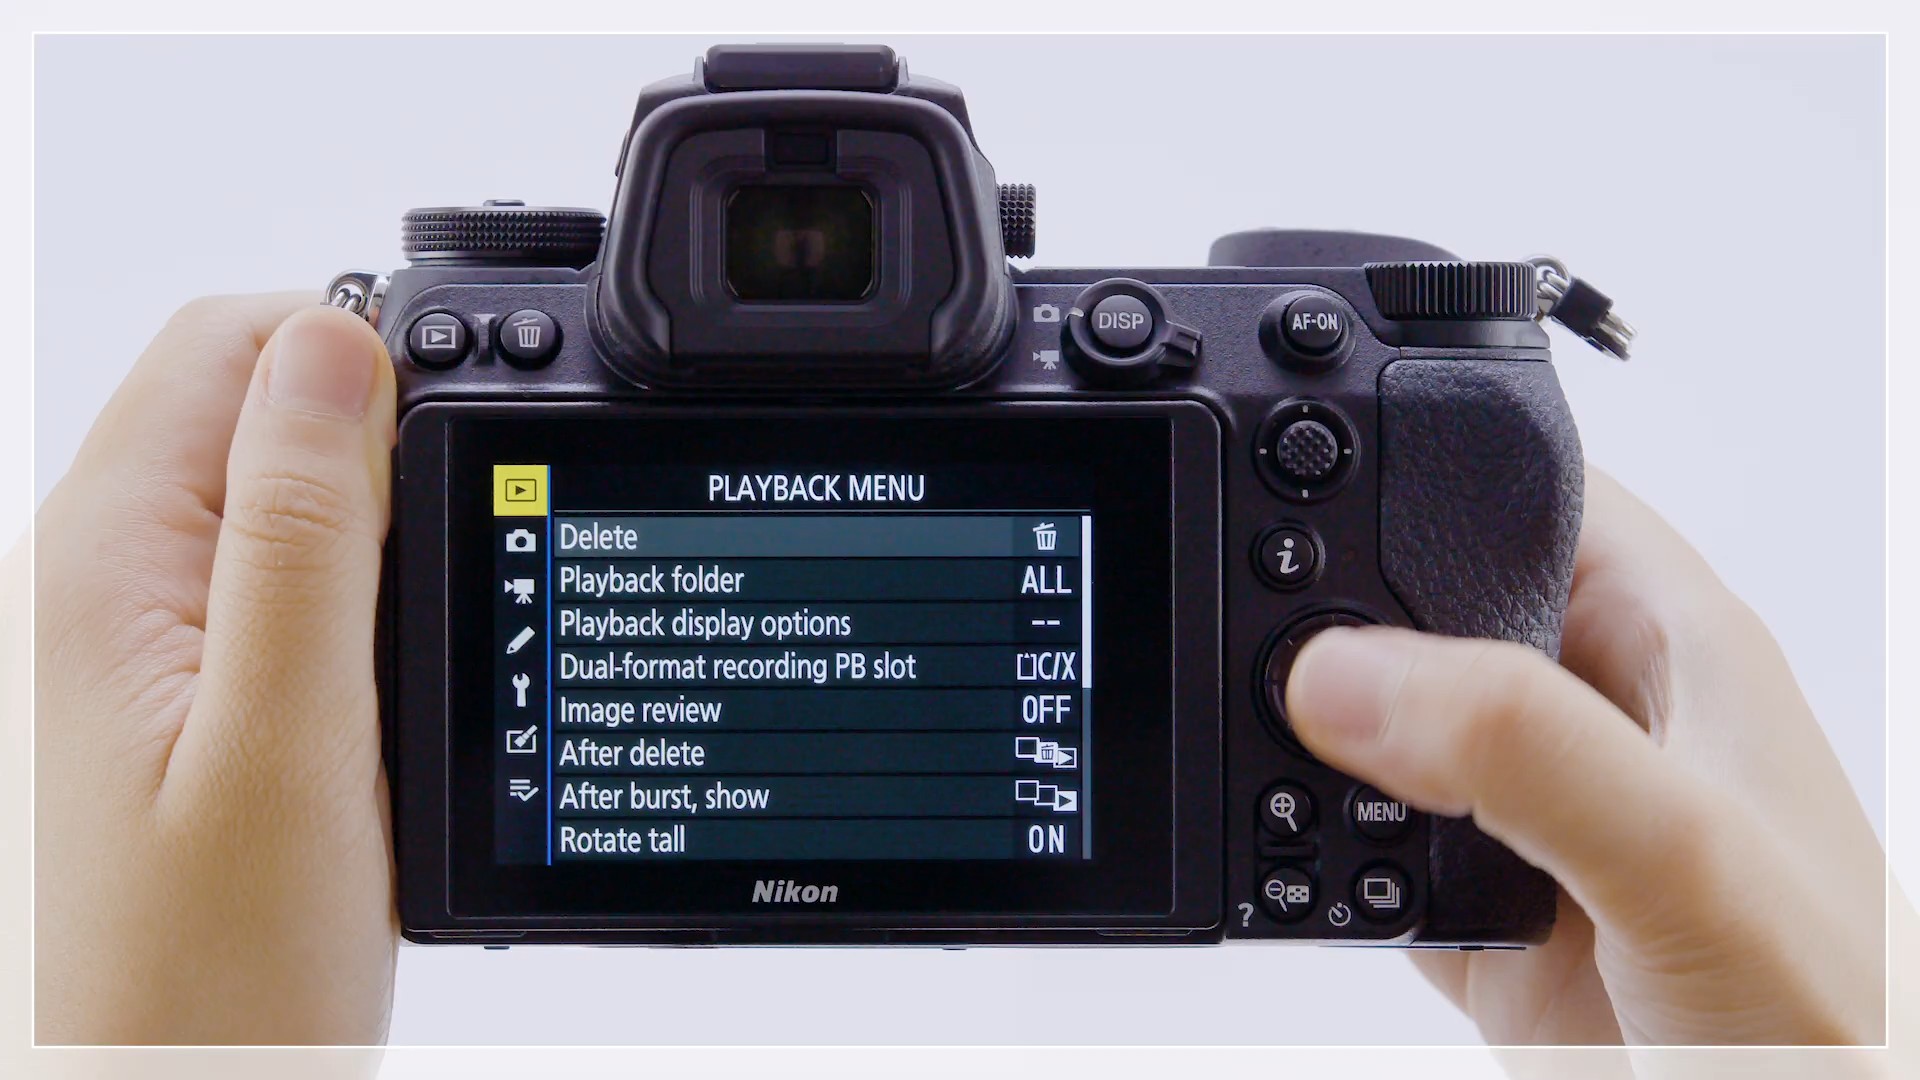 DISP
AF-ON
PLAYBACK MENU
Delete
Playback folder ALL
Playback display options --
Dual-format recording PB slot C/X
Image review OFF
After delete
After burst, show
Rotate tall ON
i
MENU
Nikon
?